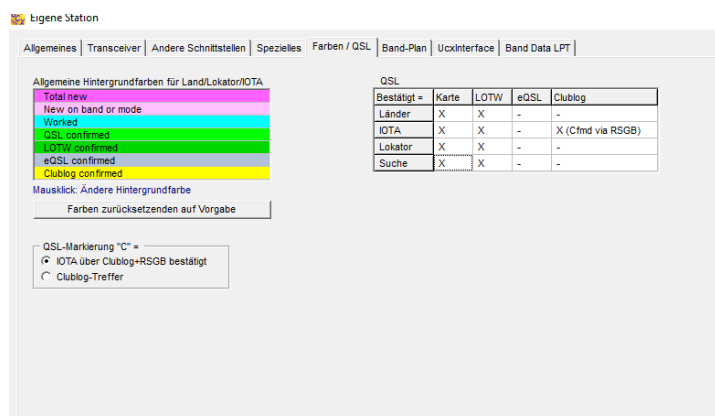 Eigene Station
Allgemeines Transceiver Andere Schnittstellen Spezielles Farben / QSL Band-Plan UcxInterface Band Data LPT
Allgemeine Hintergrundfarben für Land/Lokator/IOTA
Total new
New on band or mode
Worked
QSL confirmed
LOTW confirmed
eQSL confirmed
Clublog confirmed
Mausklick: Ändere Hintergrundfarbe
Farben zurücksetzenden auf Vorgabe
QSL-Markierung "C" =
IOTA über Clublog+RSGB bestätigt
Clublog-Treffer
QSL
Bestätigt = Karte LOTW eQSL Clublog
Länder X X - -
IOTA X X - X (Cfmd via RSGB)
Lokator X X - -
Suche X X - -